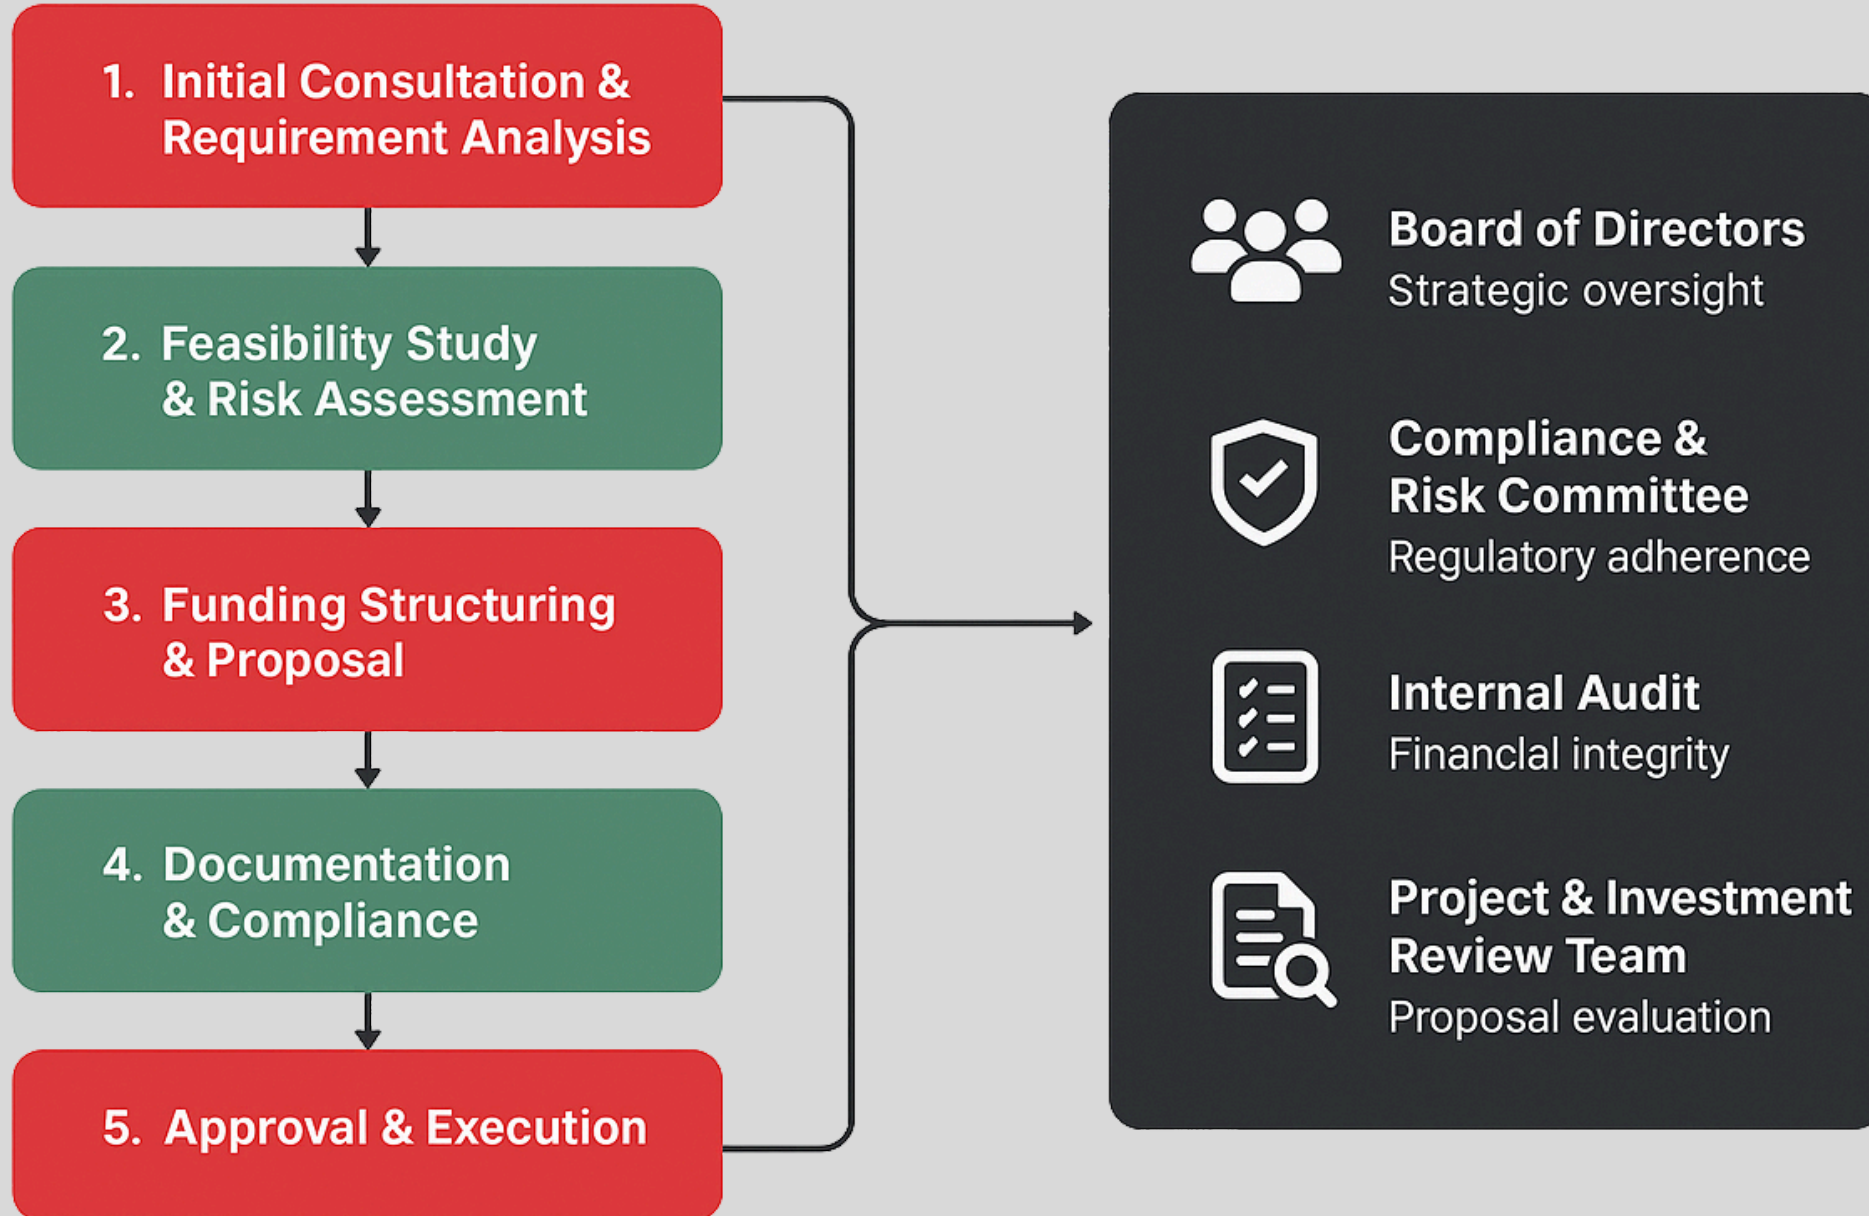 1. Initial Consultation &
Requirement Analysis
2. Feasibility Study
& Risk Assessment
3. Funding Structuring
& Proposal
4. Documentation
& Compliance
5. Approval & Execution
Board of Directors
Strategic oversight
Compliance &
Risk Committee
Regulatory adherence
Internal Audit
Financlal integrity
Project & Investment
Review Team
Proposal evaluation